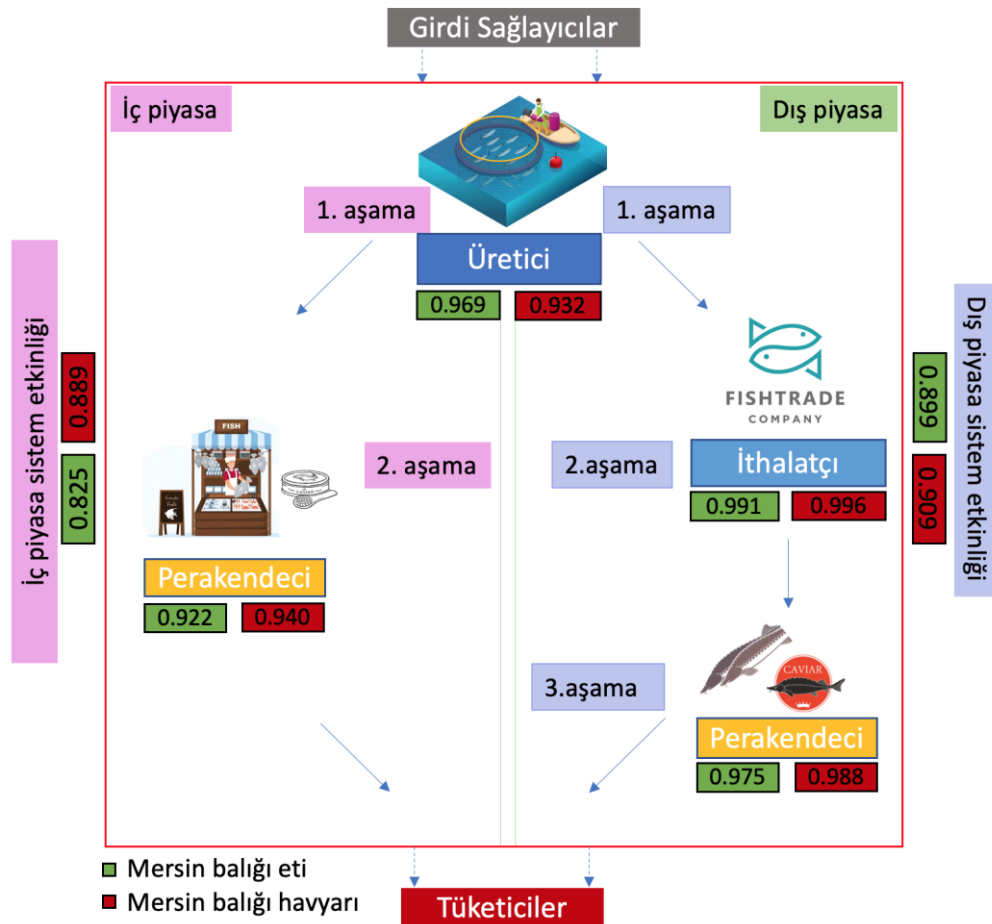 Girdi Sağlayıcılar
İç piyasa
Dış piyasa
1. aşama
1. aşama
Üretici
0.969
0.932
İç piyasa sistem etkinliği
0.889
0.825
Dış piyasa sistem etkinliği
0.899
0.909
FISHTRADE
COMPANY
FISH
2. aşama
2.aşama
İthalatçı
0.991
0.996
CAVIAR
Perakendeci
0.922
0.940
3.aşama
CAVIAR
Perakendeci
0.975
0.988
Mersin balığı eti
Mersin balığı havyarı
Tüketiciler